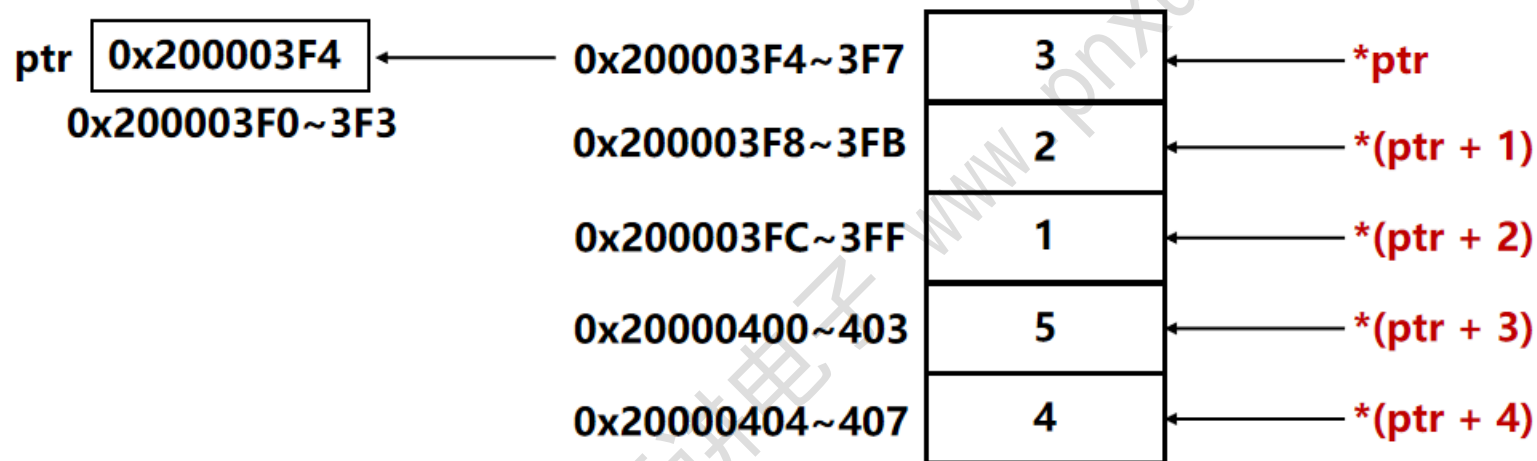 ptr 0x200003F4 0x200003F4~3F7 3 *ptr
0x200003F0~3F3
0x200003F8~3FB 2 *(ptr + 1)
0x200003FC~3FF 1 *(ptr + 2)
0x20000400~403 5 *(ptr + 3)
0x20000404~407 4 *(ptr + 4)